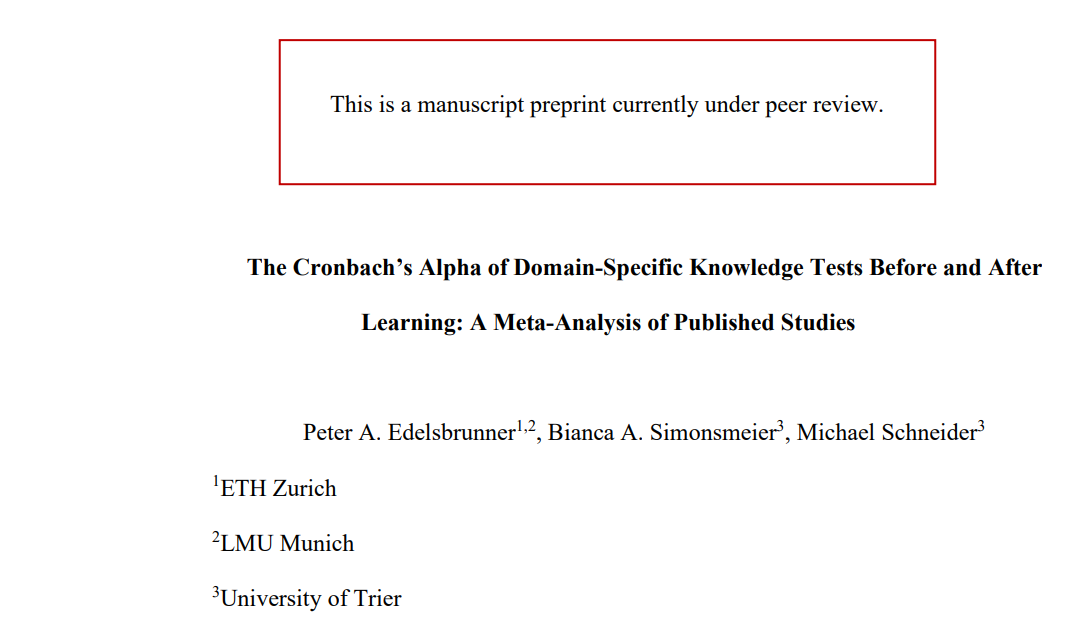 This is a manuscript preprint currently under peer review.
The Cronbach’s Alpha of Domain-Specific Knowledge Tests Before and After
Learning: A Meta-Analysis of Published Studies
Peter A. Edelsbrunner1,2, Bianca A. Simonsmeier3, Michael Schneider3
1ETH Zurich
2LMU Munich
3University of Trier